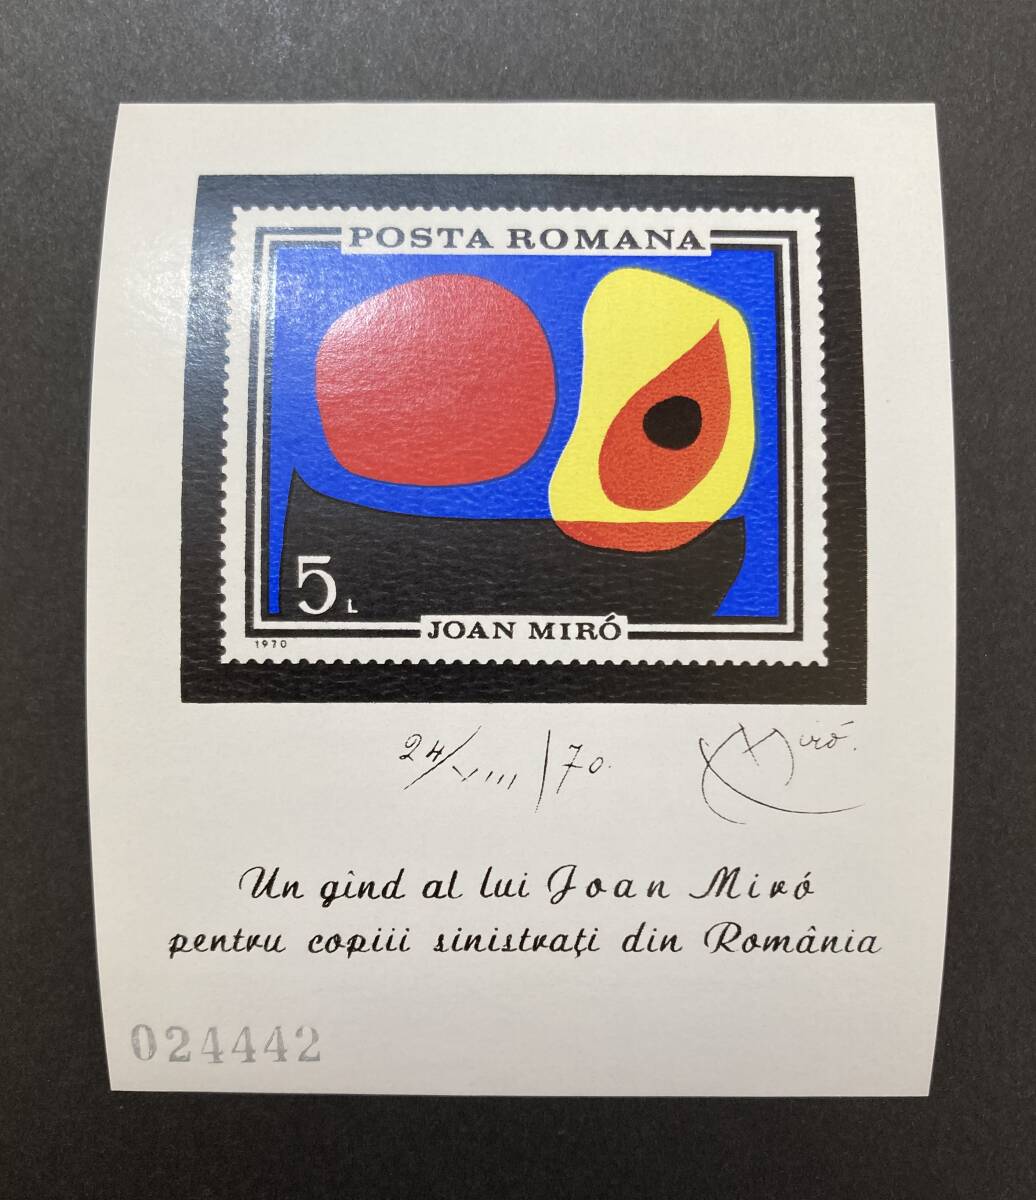 POSTA ROMANA
5 L
JOAN MIRÓ
1970
24/VIII/70. Miró.
Un gînd al lui Joan Miró
pentru copiii sinistrați din România
024442